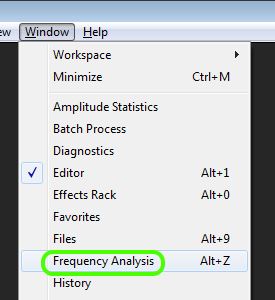 ew Window Help
Workspace
Minimize Ctrl+M
Amplitude Statistics
Batch Process
Diagnostics
Editor Alt+1
Effects Rack Alt+0
Favorites
Files Alt+9
Frequency Analysis Alt+Z
History